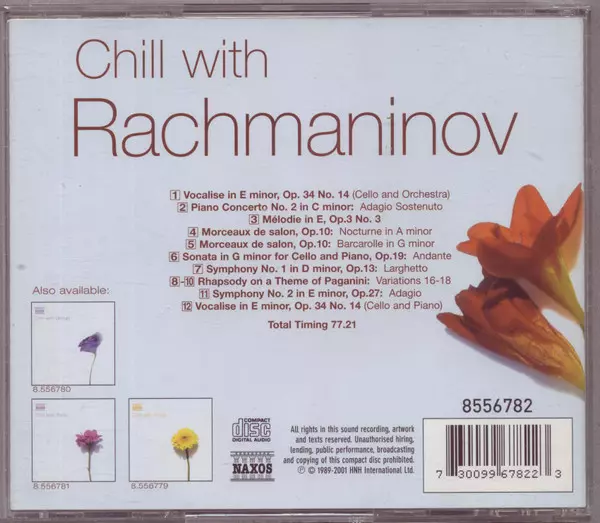 Chill with
Rachmaninov
1 Vocalise in E minor, Op. 34 No. 14 (Cello and Orchestra)
2 Piano Concerto No. 2 in C minor: Adagio Sostenuto
3 Mélodie in E, Op.3 No. 3
4 Morceaux de salon, Op.10: Nocturne in A minor
5 Morceaux de salon, Op.10: Barcarolle in G minor
6 Sonata in G minor for Cello and Piano, Op.19: Andante
7 Symphony No. 1 in D minor, Op.13: Larghetto
8-10 Rhapsody on a Theme of Paganini: Variations 16-18
11 Symphony No. 2 in E minor, Op.27: Adagio
12 Vocalise in E minor, Op. 34 No. 14 (Cello and Piano)
Total Timing 77.21
Also available:
8.556780
8.556781
8.556779
COMPACT
disc
DIGITAL AUDIO
NAXOS
All rights in this sound recording, artwork
and texts reserved. Unauthorised hiring,
lending, public performance, broadcasting
and copying of this compact disc prohibited.
℗ © 1989-2001 HNH International Ltd.
8556782
7 30099 67822 3